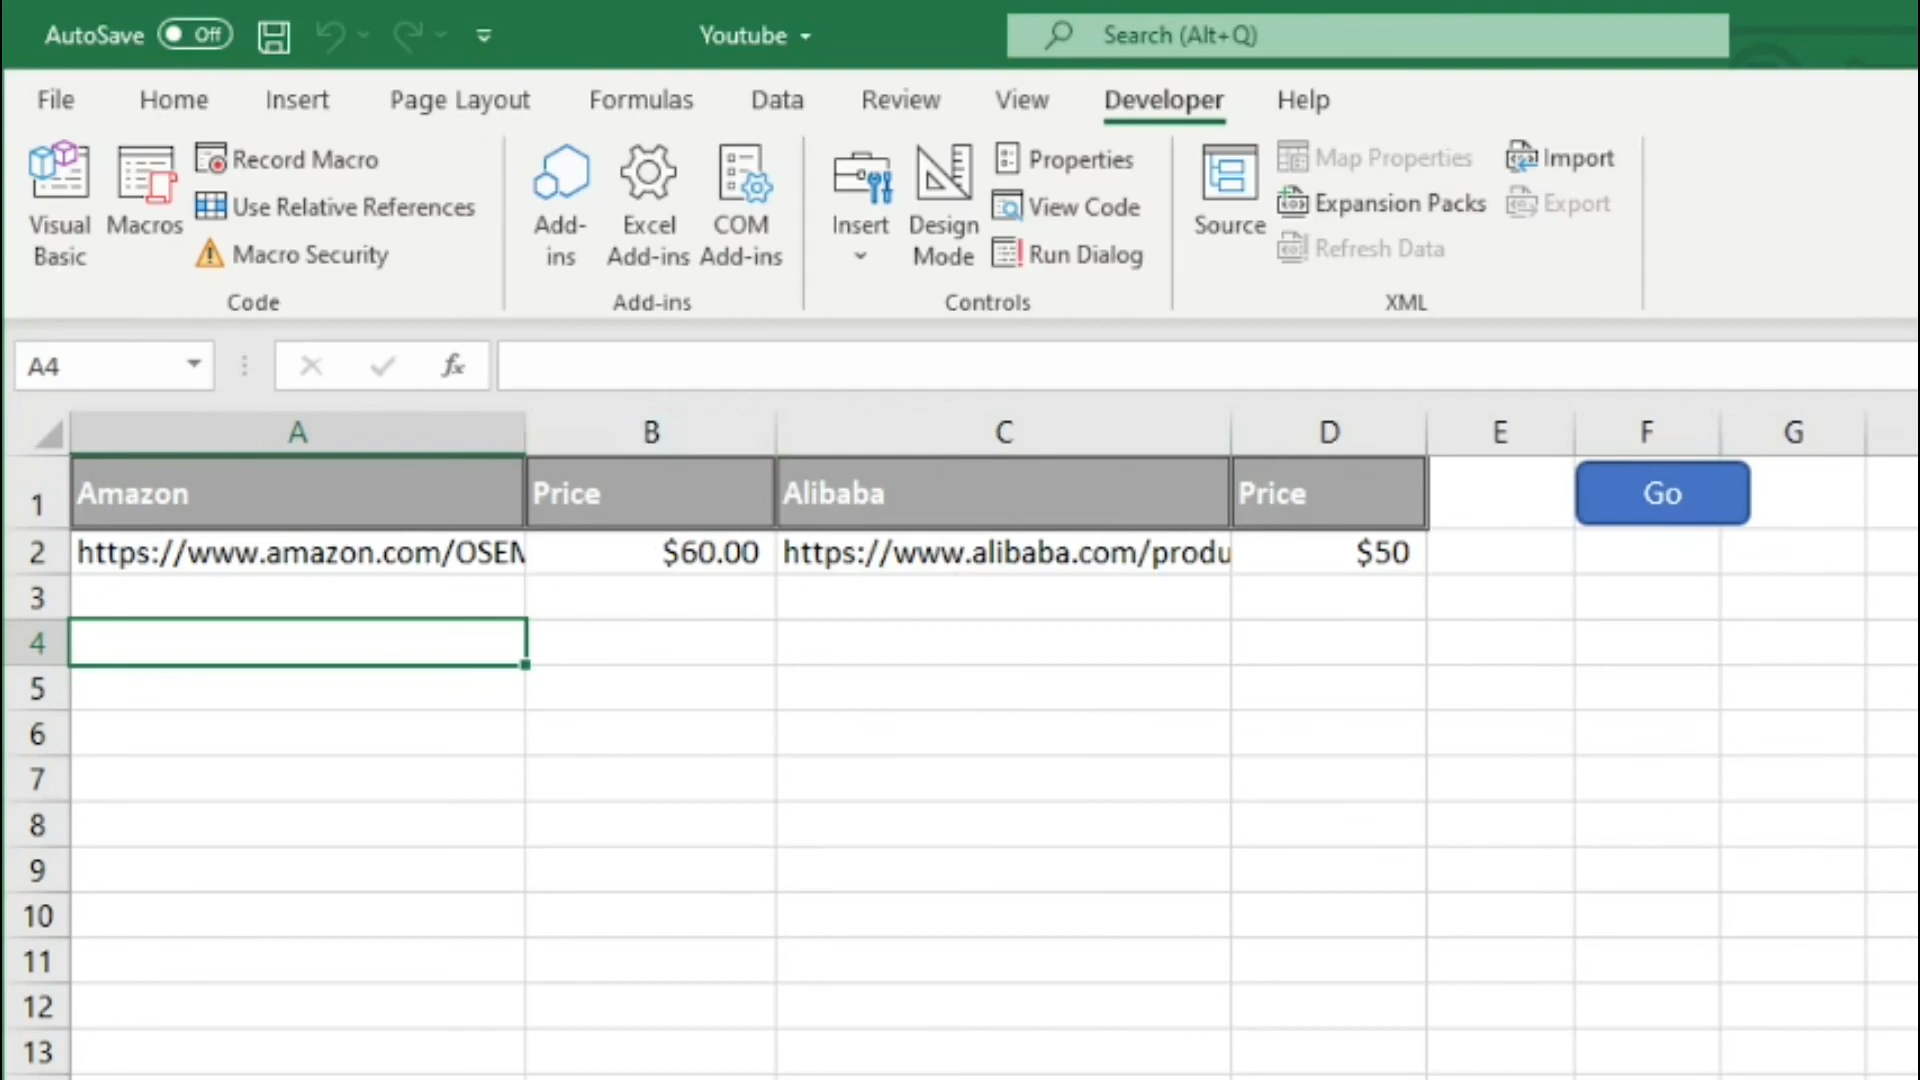 AutoSave Off Youtube Search (Alt+Q)
File Home Insert Page Layout Formulas Data Review View Developer Help
Visual Basic
Macros
Record Macro
Use Relative References
Macro Security
Code
Add-ins
Excel Add-ins
COM Add-ins
Add-ins
Insert
Design Mode
Properties
View Code
Run Dialog
Controls
Source
Map Properties
Expansion Packs
Refresh Data
Import
Export
XML
A4 fx
A B C D E F G
1 Amazon Price Alibaba Price Go
2 https://www.amazon.com/OSEM $60.00 https://www.alibaba.com/produ $50
3
4
5
6
7
8
9
10
11
12
13